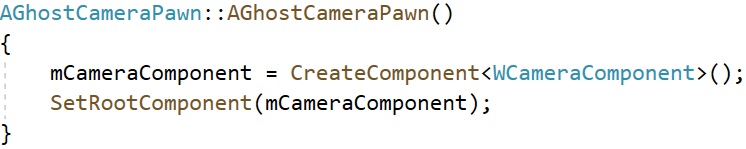 AGhostCameraPawn::AGhostCameraPawn()
{
    mCameraComponent = CreateComponent<WCameraComponent>();
    SetRootComponent(mCameraComponent);
}